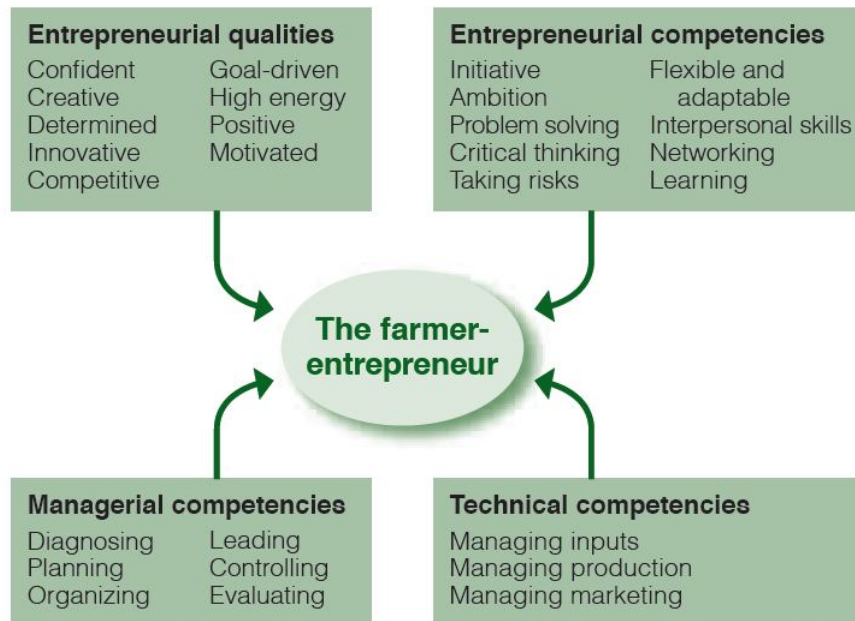 Entrepreneurial qualities
Confident
Creative
Determined
Innovative
Competitive
Goal-driven
High energy
Positive
Motivated
Entrepreneurial competencies
Initiative
Ambition
Problem solving
Critical thinking
Taking risks
Flexible and
adaptable
Interpersonal skills
Networking
Learning
The farmer-
entrepreneur
Managerial competencies
Diagnosing
Planning
Organizing
Leading
Controlling
Evaluating
Technical competencies
Managing inputs
Managing production
Managing marketing